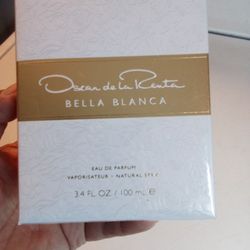 Oscar de la Renta
BELLA BLANCA
EAU DE PARFUM
VAPORISATEUR - NATURAL SPRAY
3.4 FL. OZ. / 100 mL ℮